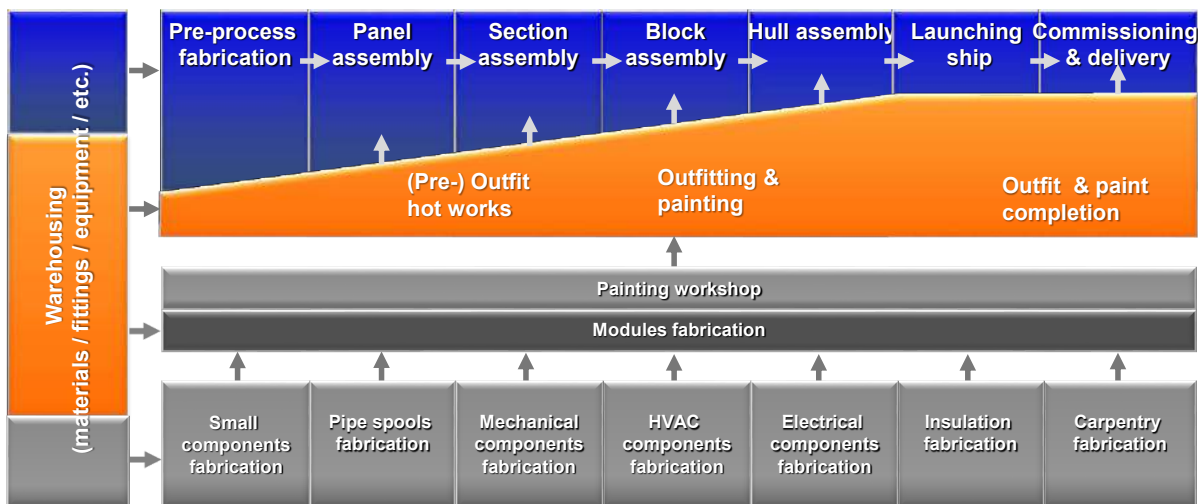 Warehousing
(materials / fittings / equipment / etc.)
Pre-process
fabrication
Panel
assembly
Section
assembly
Block
assembly
Hull assembly
Launching
ship
Commissioning
& delivery
(Pre-) Outfit
hot works
Outfitting &
painting
Outfit & paint
completion
Painting workshop
Modules fabrication
Small
components
fabrication
Pipe spools
fabrication
Mechanical
components
fabrication
HVAC
components
fabrication
Electrical
components
fabrication
Insulation
fabrication
Carpentry
fabrication